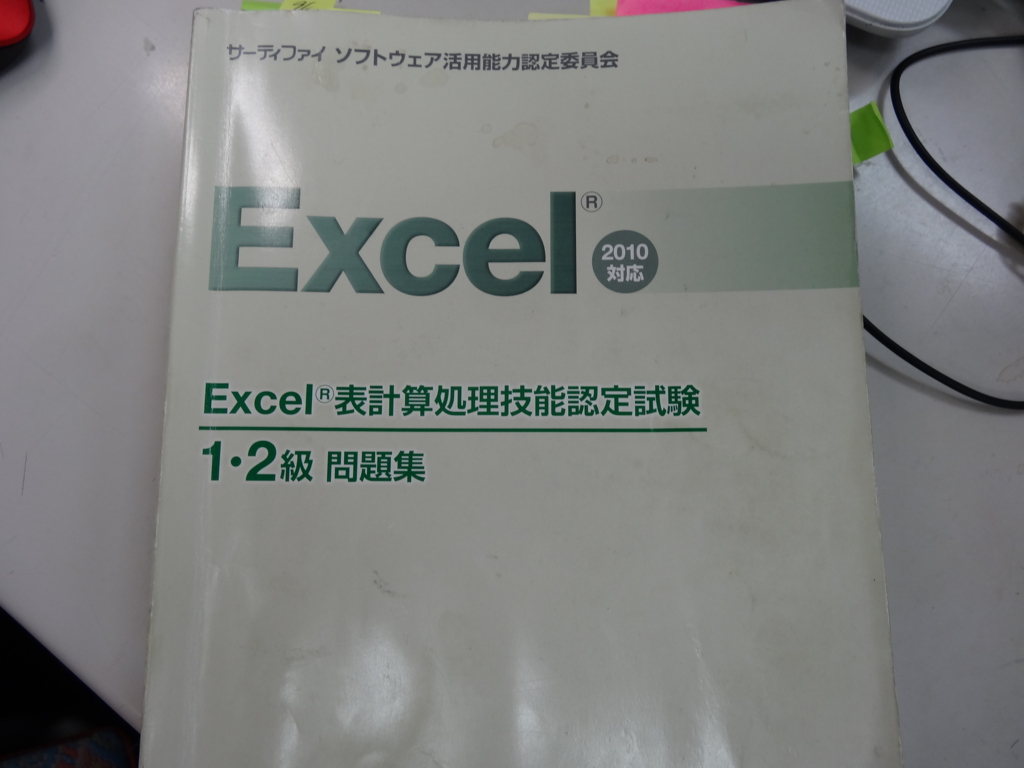 サーティファイ ソフトウェア活用能力認定委員会
Excel®
2010
対応
Excel®表計算処理技能認定試験
1・2級 問題集